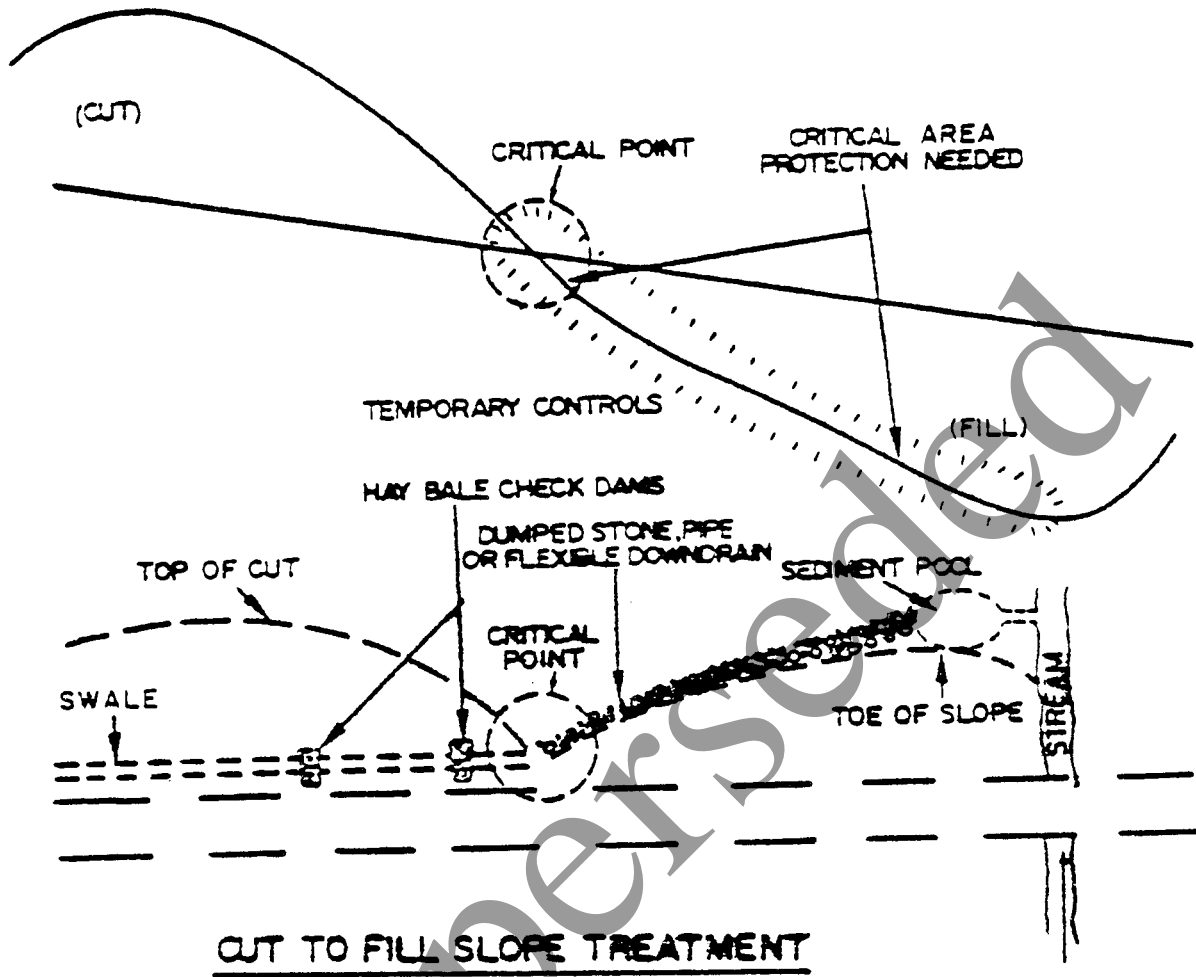 (CUT)
CRITICAL POINT
CRITICAL AREA
PROTECTION NEEDED
TEMPORARY CONTROLS
(FILL)
HAY BALE CHECK DAMS
DUMPED STONE, PIPE
OR FLEXIBLE DOWNDRAIN
TOP OF CUT
SEDIMENT POOL
CRITICAL
POINT
SWALE
TOE OF SLOPE
STREAM
CUT TO FILL SLOPE TREATMENT
perseded